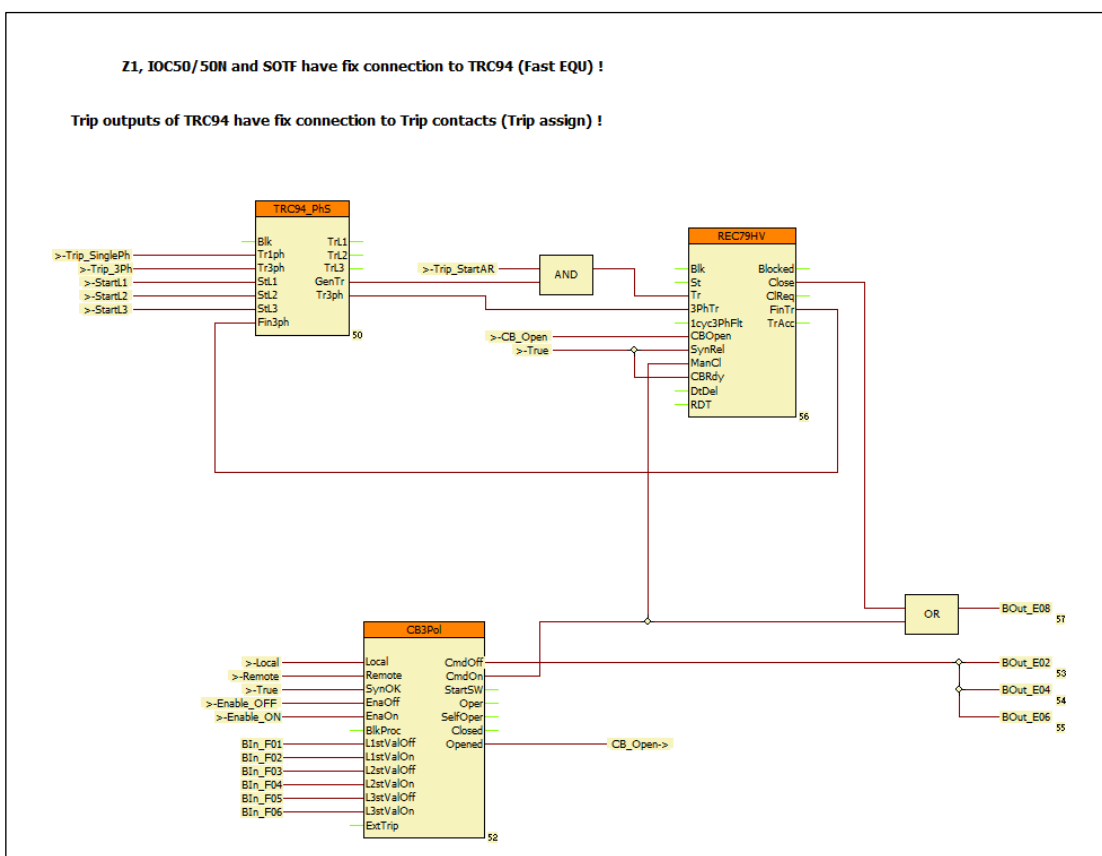 Z1, IOC50/50N and SOTF have fix connection to TRC94 (Fast EQU) !
Trip outputs of TRC94 have fix connection to Trip contacts (Trip assign) !
TRC94_PhS
Blk TrL1
>-Trip_SinglePh Tr1ph TrL2
>-Trip_3Ph Tr3ph TrL3
>-StartL1 StL1 GenTr
>-StartL2 StL2 Tr3ph
>-StartL3 StL3
Fin3ph
50
>-Trip_StartAR
AND
REC79HV
Blk Blocked
St Close
Tr ClReq
3PhTr FinTr
1cyc3PhFlt TrAcc
>-CB_Open CBOpen
>-True SynRel
ManCl
CBRdy
DtDel
RDT
56
CB3Pol
>-Local Local CmdOff
>-Remote Remote CmdOn
>-True SynOK StartSW
>-Enable_OFF EnaOff Oper
>-Enable_ON EnaOn SelfOper
BlkProc Closed
BIn_F01 L1stValOff Opened CB_Open->
BIn_F02 L1stValOn
BIn_F03 L2stValOff
BIn_F04 L2stValOn
BIn_F05 L3stValOff
BIn_F06 L3stValOn
ExtTrip
52
OR
BOut_E08
57
BOut_E02
53
BOut_E04
54
BOut_E06
55